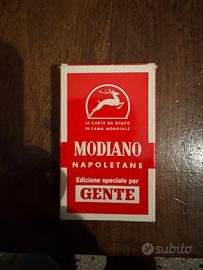 LE CARTE DA GIOCO
DI FAMA MONDIALE
MODIANO
NAPOLETANE
Edizione speciale per
GENTE
subito